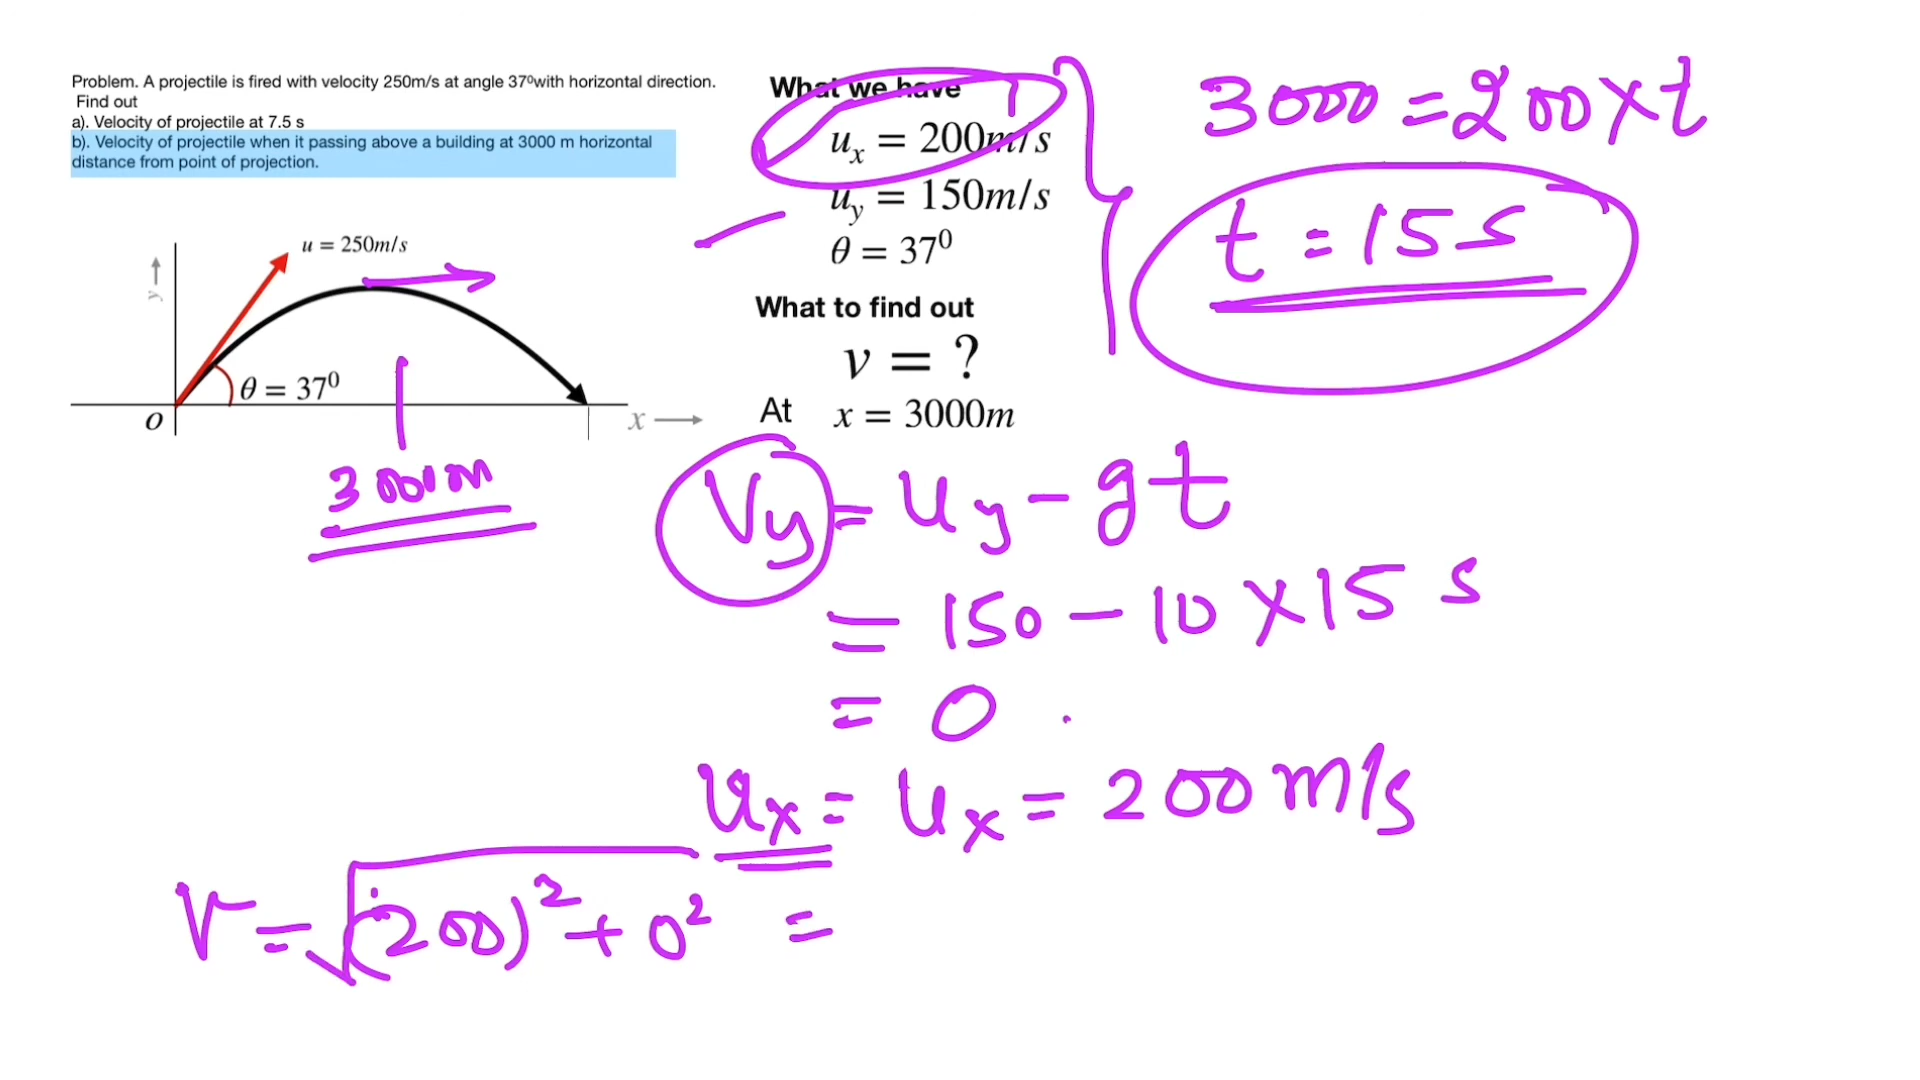 Problem. A projectile is fired with velocity 250m/s at angle 37⁰with horizontal direction.
Find out
a). Velocity of projectile at 7.5 s
b). Velocity of projectile when it passing above a building at 3000 m horizontal
distance from point of projection.
u = 250m/s
y
θ = 37⁰
O
x
3000m
What we have
uₓ = 200m/s
u_y = 150m/s
θ = 37⁰
What to find out
v = ?
At x = 3000m
3000 = 200 × t
t = 15 s
V_y = u_y - gt
= 150 - 10 × 15 s
= 0
uₓ = uₓ = 200 m/s
V = √(200)² + 0² =